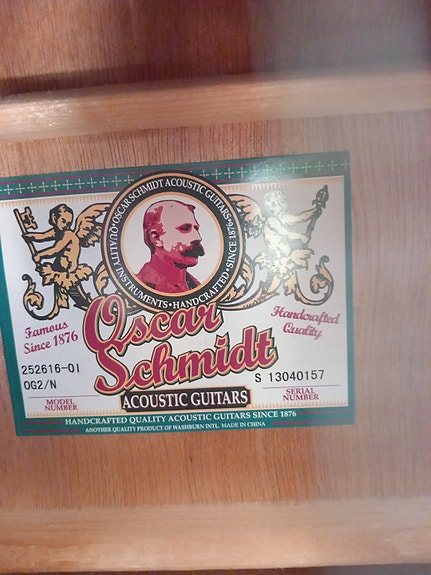 OSCAR SCHMIDT ACOUSTIC GUITARS • SINCE 1876 • HANDCRAFTED • QUALITY INSTRUMENTS •
Famous
Since 1876
Oscar
Schmidt
Handcrafted
Quality
252616-01
OG2/N
MODEL
NUMBER
ACOUSTIC GUITARS
S 13040157
SERIAL
NUMBER
HANDCRAFTED QUALITY ACOUSTIC GUITARS SINCE 1876
ANOTHER QUALITY PRODUCT OF WASHBURN INTL. MADE IN CHINA